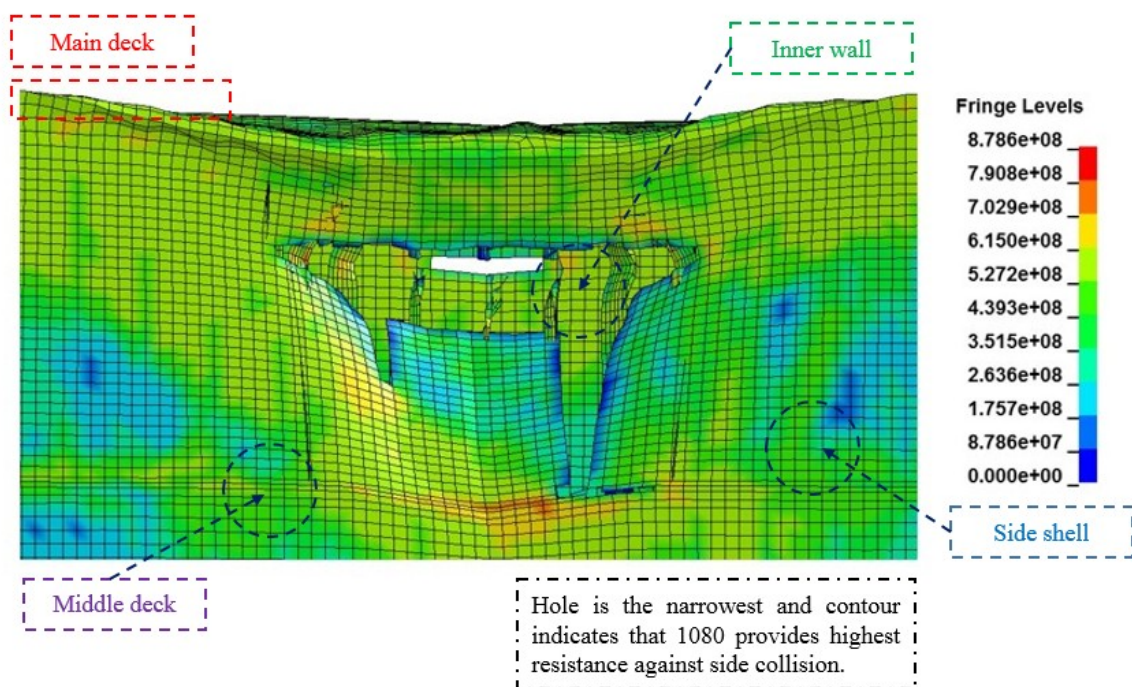 Main deck
Inner wall
Fringe Levels
8.786e+08
7.908e+08
7.029e+08
6.150e+08
5.272e+08
4.393e+08
3.515e+08
2.636e+08
1.757e+08
8.786e+07
0.000e+00
Side shell
Middle deck
Hole is the narrowest and contour
indicates that 1080 provides highest
resistance against side collision.